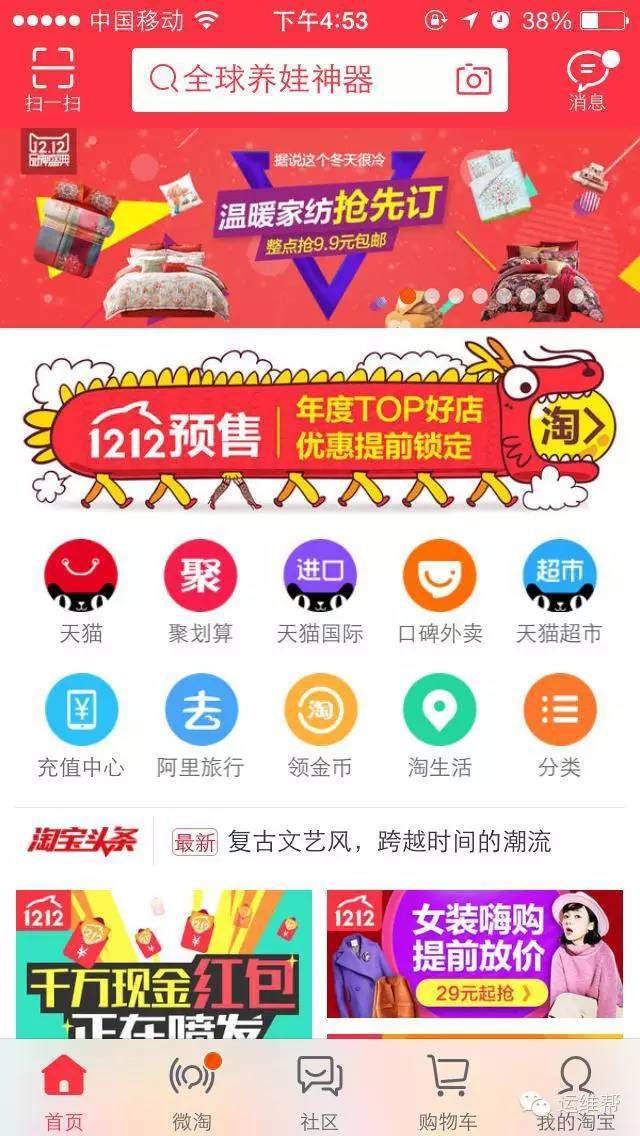 中国移动 下午4:53 38%
扫一扫
全球养娃神器
消息
12.12
品牌盛典
据说这个冬天很冷
温暖家纺抢先订
整点抢9.9元包邮
1212预售
年度TOP好店
优惠提前锁定
淘
聚 进口 超市
天猫 聚划算 天猫国际 口碑外卖 天猫超市
¥ 去 淘
充值中心 阿里旅行 领金币 淘生活 分类
淘宝头条 最新 复古文艺风，跨越时间的潮流
1212
千万现金红包
正在喷发
1212
女装嗨购
提前放价
29元起抢
首页 微淘 社区 购物车 我的淘宝
运维帮